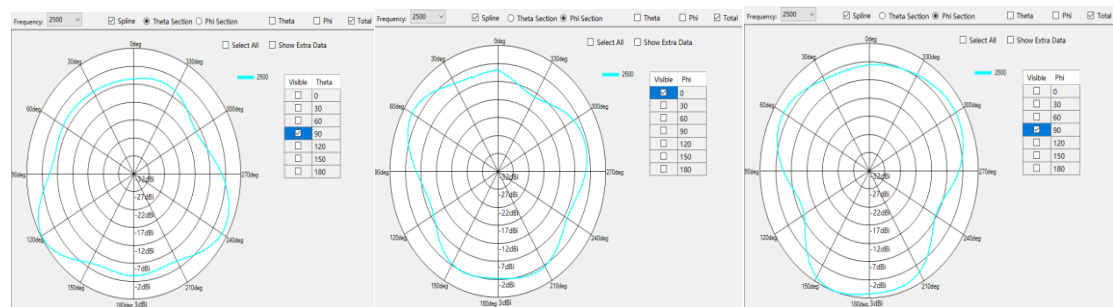 Frequency: 2500 Spline Theta Section Phi Section Theta Phi Total
Select All Show Extra Data
0deg
30deg 330deg
2500
Visible Theta
0
60deg 300deg
30
60
90
120
150
180
90deg 270deg
-32dBi
-27dBi
-22dBi
-17dBi
120deg 240deg
-12dBi
-7dBi
150deg 210deg
-2dBi
180deg 3dBi
Frequency: 2500 Spline Theta Section Phi Section Theta Phi Total
Select All Show Extra Data
0deg
30deg 330deg
2500
Visible Phi
0
30
60deg 300deg
60
90
120
150
180
90deg 270deg
-32dBi
-27dBi
-22dBi
-17dBi
120deg 240deg
-12dBi
-7dBi
150deg 210deg
-2dBi
180deg 3dBi
Frequency: 2500 Spline Theta Section Phi Section Theta Phi Total
Select All Show Extra Data
0deg
30deg 330deg
2500
Visible Phi
0
30
60deg 300deg
60
90
120
150
180
90deg 270deg
-32dBi
-27dBi
-22dBi
-17dBi
120deg 240deg
-12dBi
-7dBi
150deg 210deg
-2dBi
180deg 3dBi